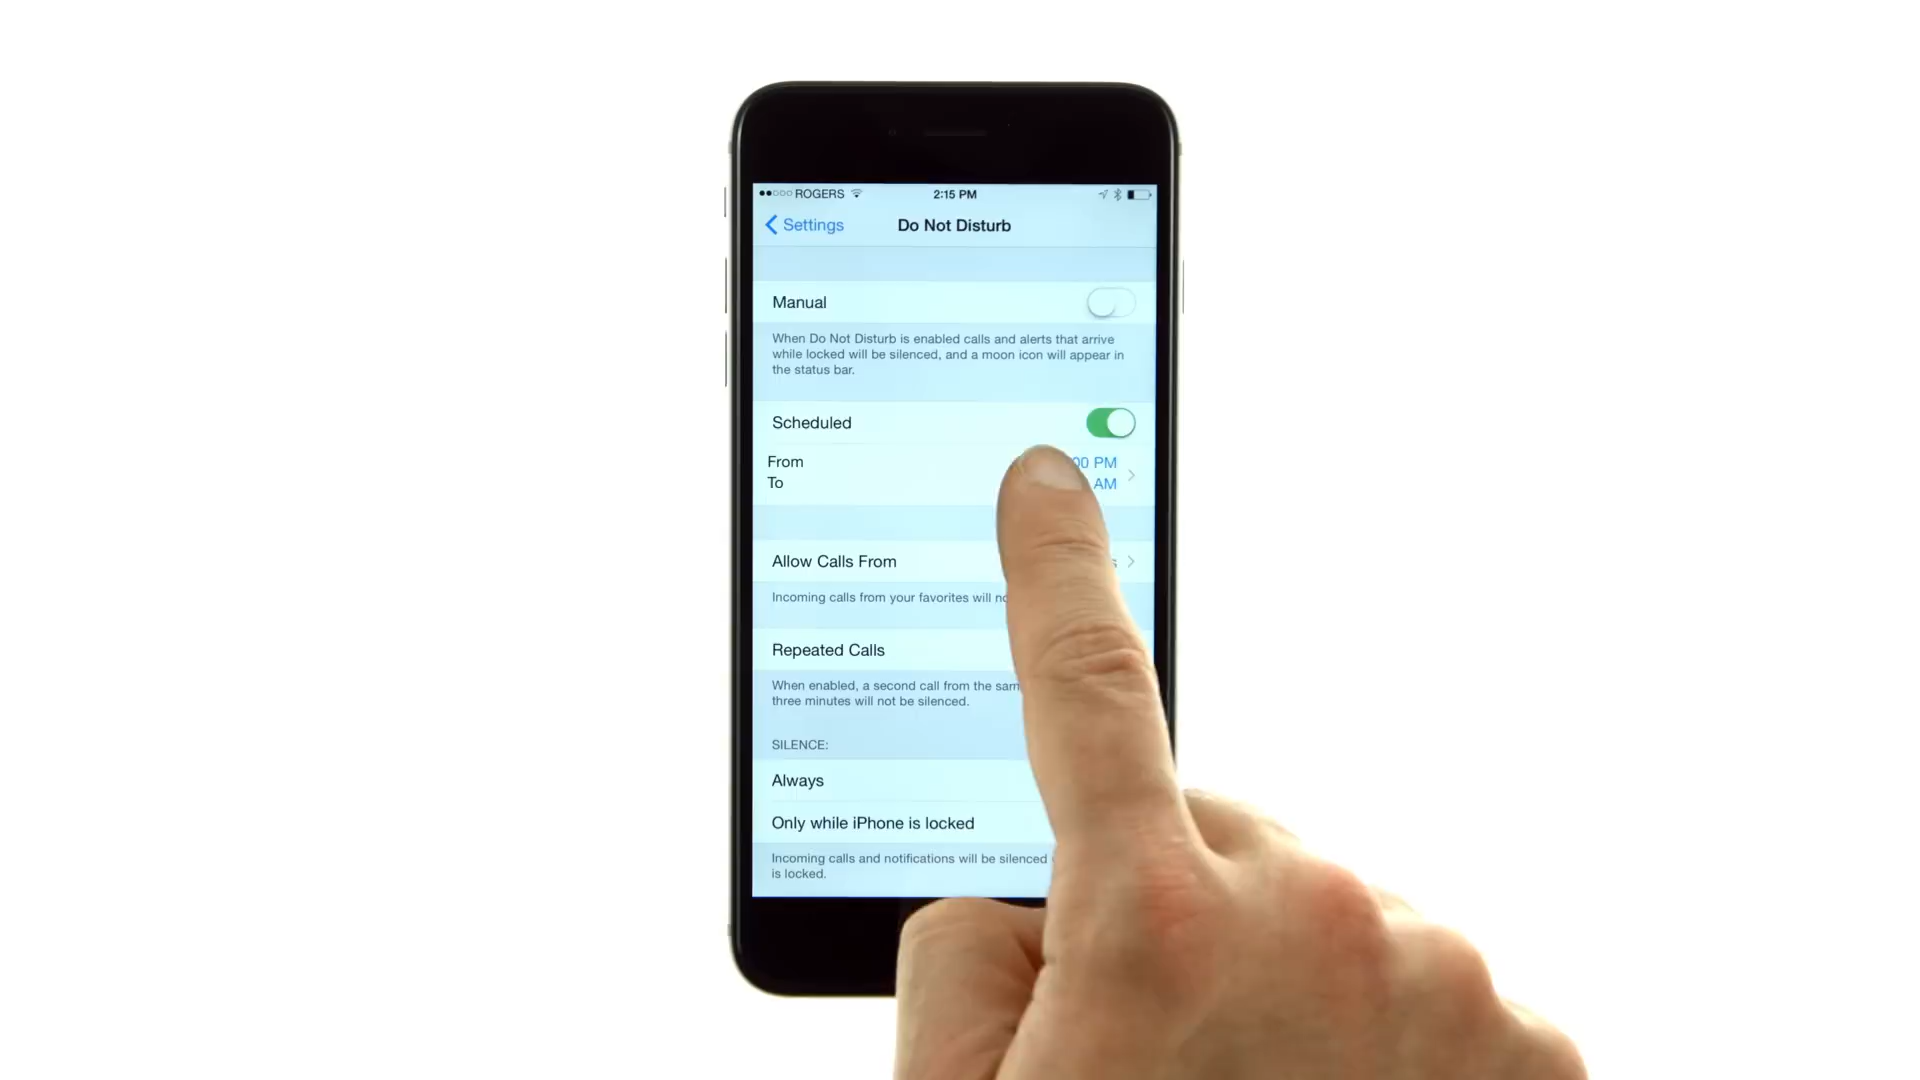 ROGERS 2:15 PM
Settings Do Not Disturb
Manual
When Do Not Disturb is enabled calls and alerts that arrive
while locked will be silenced, and a moon icon will appear in
the status bar.
Scheduled
From 00 PM
To AM
Allow Calls From
Incoming calls from your favorites will
Repeated Calls
When enabled, a second call from the
three minutes will not be silenced.
SILENCE:
Always
Only while iPhone is locked
Incoming calls and notifications will be silenced
is locked.